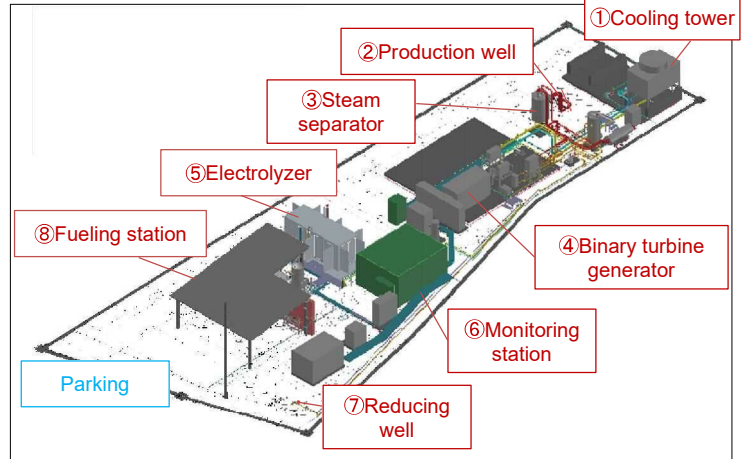 ①Cooling tower
②Production well
③Steam
separator
⑤Electrolyzer
⑧Fueling station
④Binary turbine
generator
⑥Monitoring
station
Parking
⑦Reducing
well